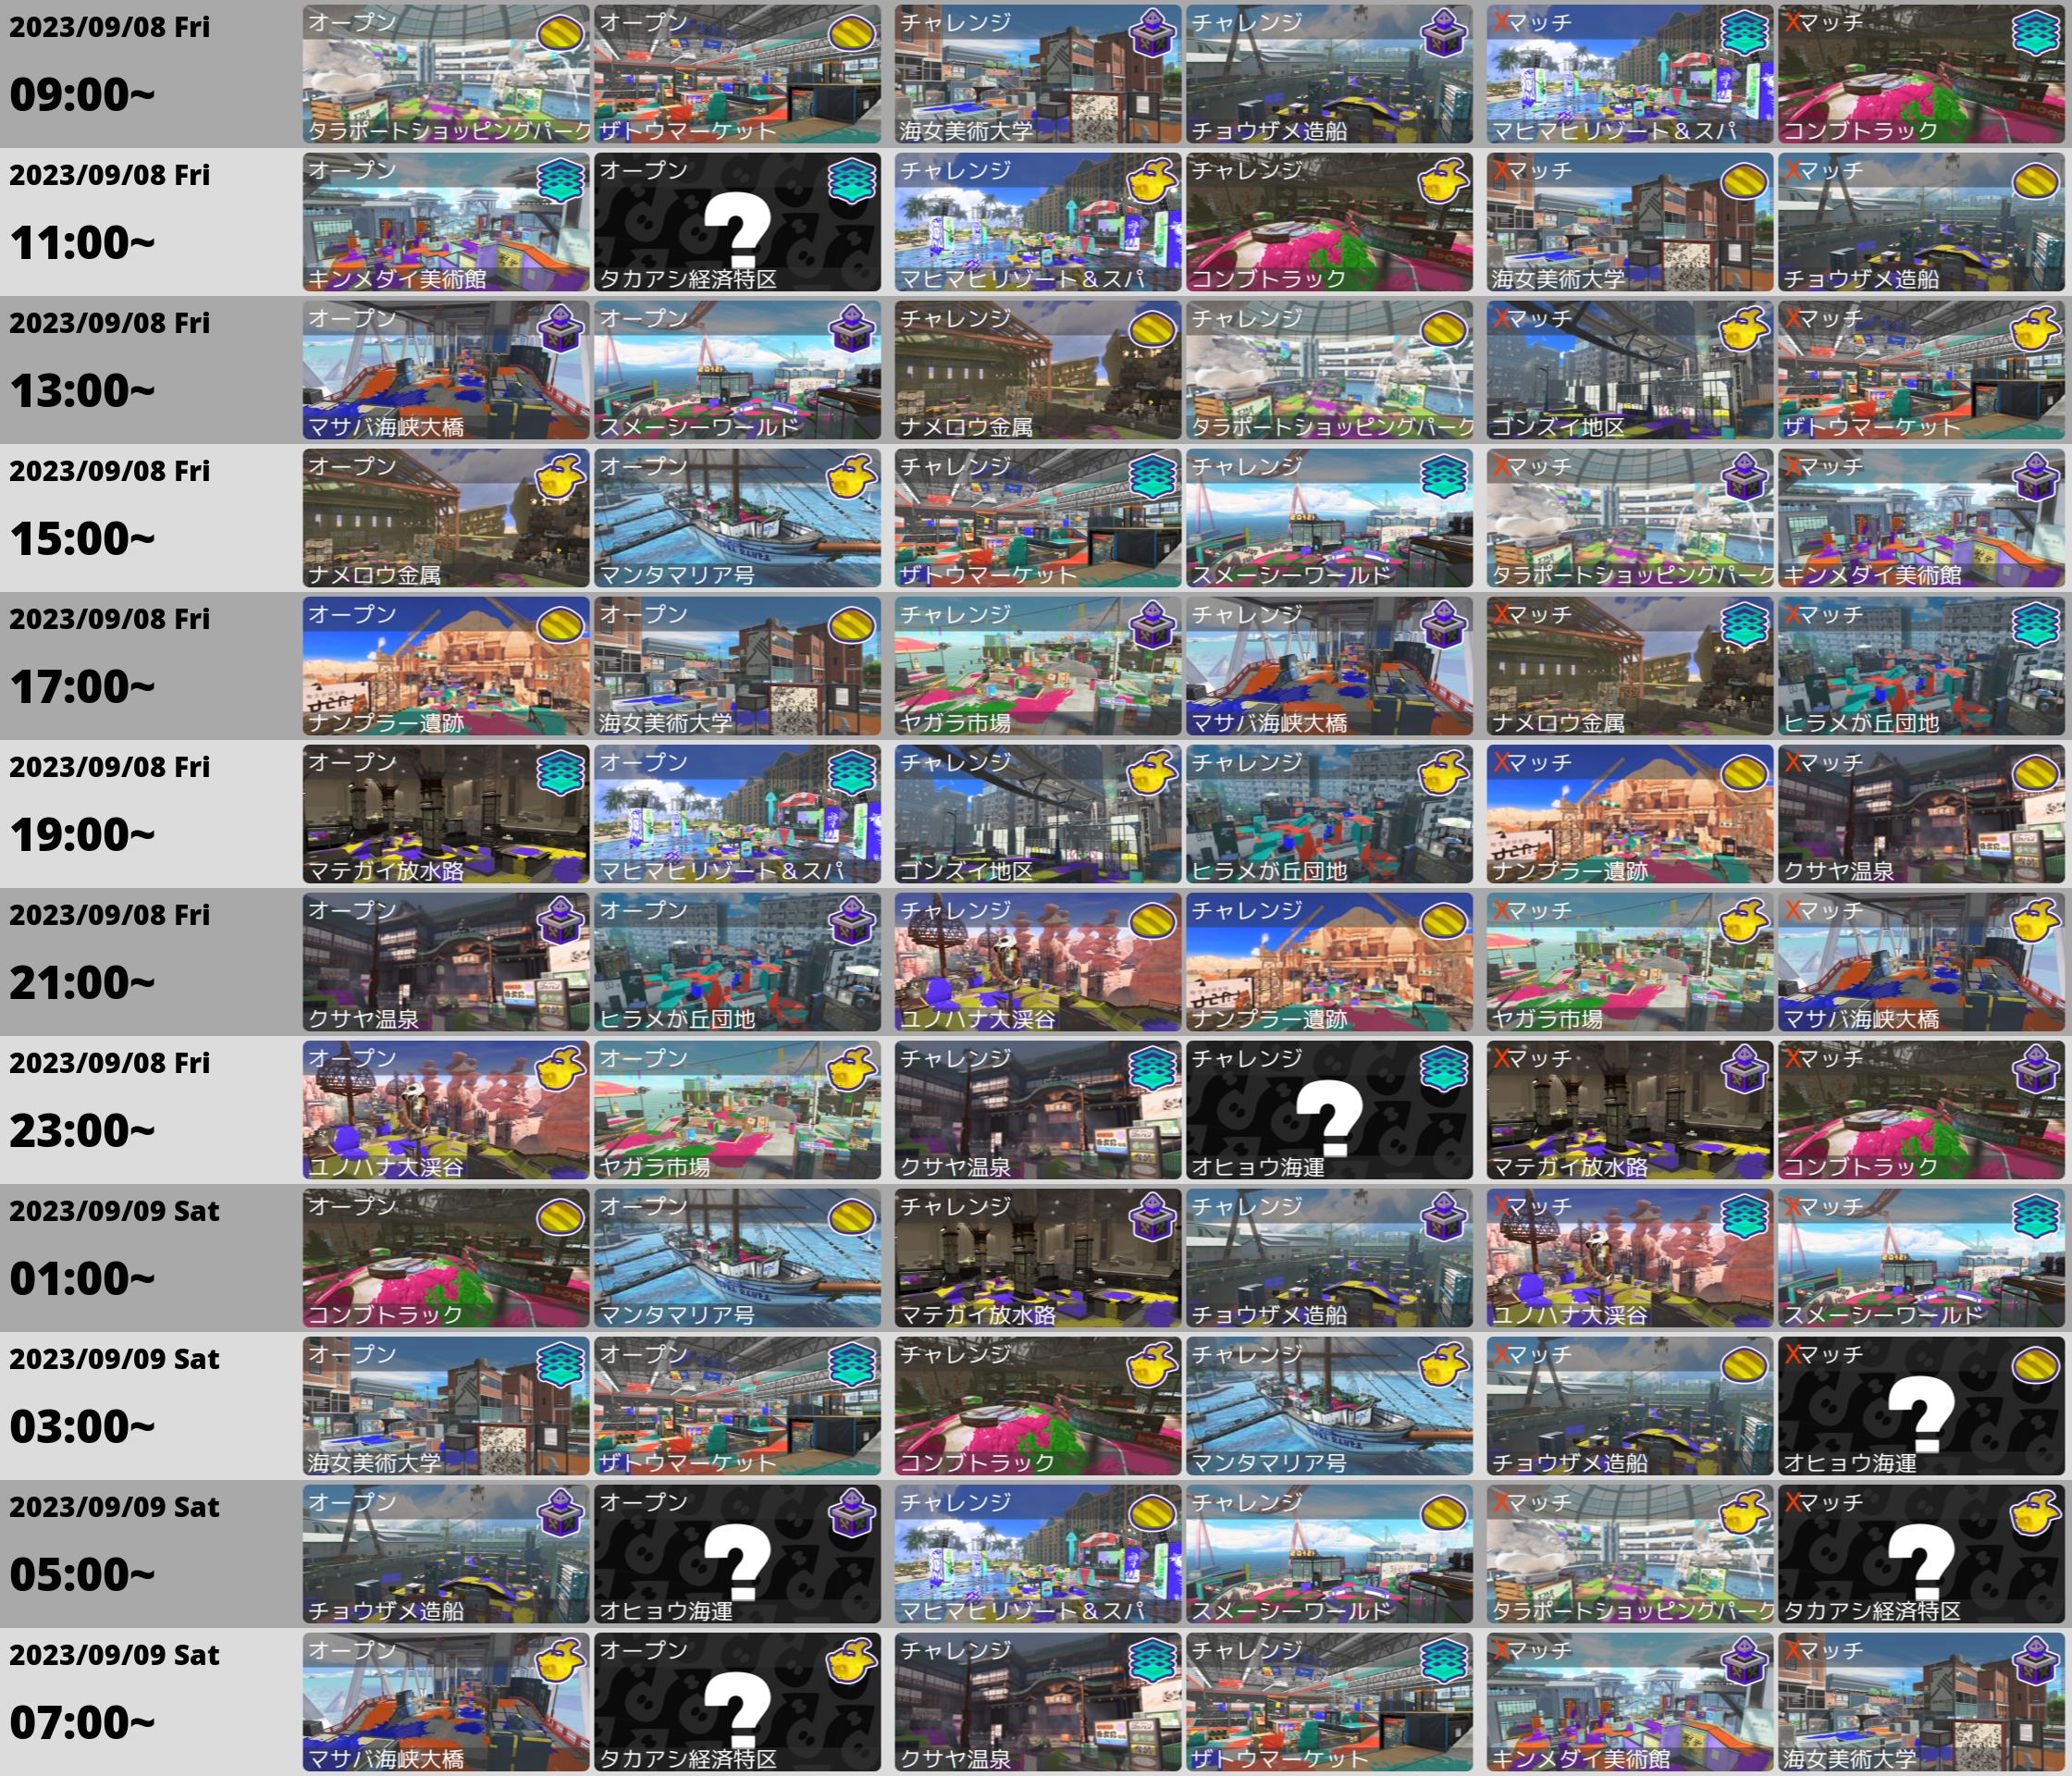 2023/09/08 Fri
09:00~
オープン
タラポートショッピングパーク
オープン
ザトウマーケット
チャレンジ
海女美術大学
チャレンジ
チョウザメ造船
Xマッチ
マヒマヒリゾート＆スパ
Xマッチ
コンブトラック
2023/09/08 Fri
11:00~
オープン
キンメダイ美術館
オープン
?
タカアシ経済特区
チャレンジ
マヒマヒリゾート＆スパ
チャレンジ
コンブトラック
Xマッチ
海女美術大学
Xマッチ
チョウザメ造船
2023/09/08 Fri
13:00~
オープン
マサバ海峡大橋
オープン
スメーシーワールド
チャレンジ
ナメロウ金属
チャレンジ
タラポートショッピングパーク
Xマッチ
ゴンズイ地区
Xマッチ
ザトウマーケット
2023/09/08 Fri
15:00~
オープン
ナメロウ金属
オープン
マンタマリア号
チャレンジ
ザトウマーケット
チャレンジ
スメーシーワールド
Xマッチ
タラポートショッピングパーク
Xマッチ
キンメダイ美術館
2023/09/08 Fri
17:00~
オープン
ナンプラー遺跡
オープン
海女美術大学
チャレンジ
ヤガラ市場
チャレンジ
マサバ海峡大橋
Xマッチ
ナメロウ金属
Xマッチ
ヒラメが丘団地
2023/09/08 Fri
19:00~
オープン
マテガイ放水路
オープン
マヒマヒリゾート＆スパ
チャレンジ
ゴンズイ地区
チャレンジ
ヒラメが丘団地
Xマッチ
ナンプラー遺跡
Xマッチ
クサヤ温泉
2023/09/08 Fri
21:00~
オープン
クサヤ温泉
オープン
ヒラメが丘団地
チャレンジ
ユノハナ大渓谷
チャレンジ
ナンプラー遺跡
Xマッチ
ヤガラ市場
Xマッチ
マサバ海峡大橋
2023/09/08 Fri
23:00~
オープン
ユノハナ大渓谷
オープン
ヤガラ市場
チャレンジ
クサヤ温泉
チャレンジ
?
オヒョウ海運
Xマッチ
マテガイ放水路
Xマッチ
コンブトラック
2023/09/09 Sat
01:00~
オープン
コンブトラック
オープン
マンタマリア号
チャレンジ
マテガイ放水路
チャレンジ
チョウザメ造船
Xマッチ
ユノハナ大渓谷
Xマッチ
スメーシーワールド
2023/09/09 Sat
03:00~
オープン
海女美術大学
オープン
ザトウマーケット
チャレンジ
コンブトラック
チャレンジ
マンタマリア号
Xマッチ
チョウザメ造船
Xマッチ
?
オヒョウ海運
2023/09/09 Sat
05:00~
オープン
チョウザメ造船
オープン
?
オヒョウ海運
チャレンジ
マヒマヒリゾート＆スパ
チャレンジ
スメーシーワールド
Xマッチ
タラポートショッピングパーク
Xマッチ
?
タカアシ経済特区
2023/09/09 Sat
07:00~
オープン
マサバ海峡大橋
オープン
?
タカアシ経済特区
チャレンジ
クサヤ温泉
チャレンジ
ザトウマーケット
Xマッチ
キンメダイ美術館
Xマッチ
海女美術大学